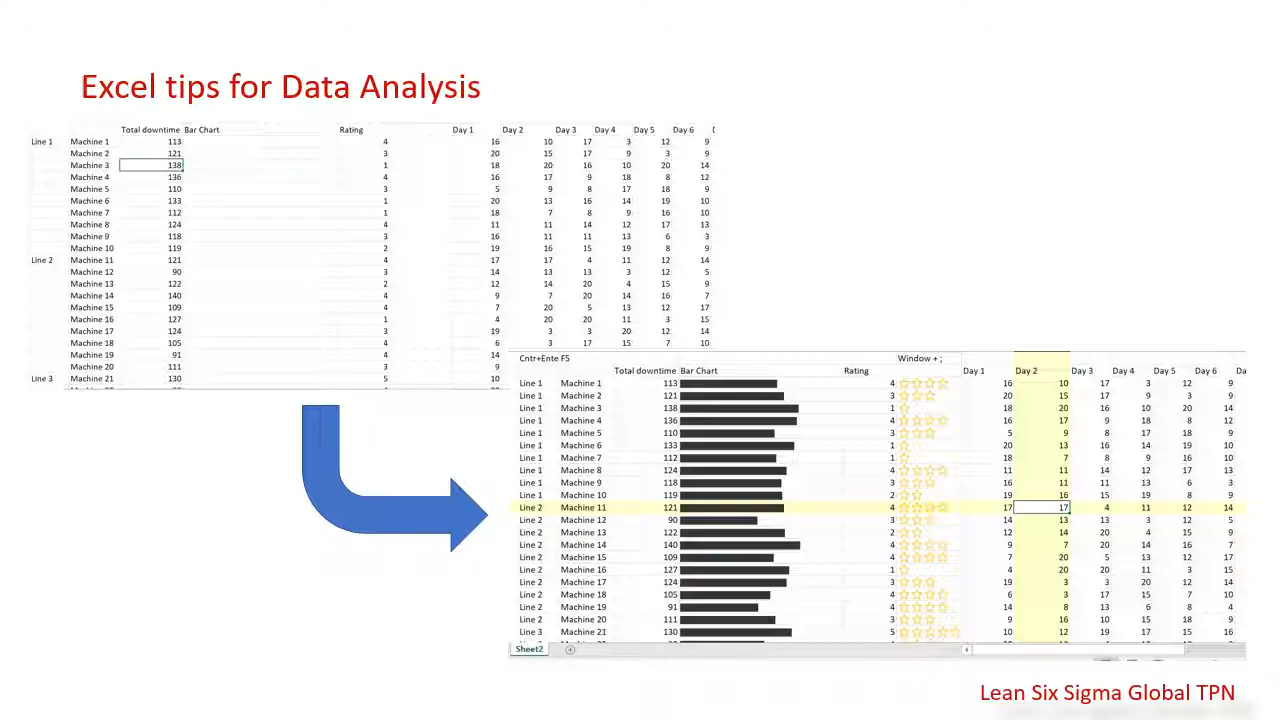 Excel tips for Data Analysis
Total downtime Bar Chart Rating Day 1 Day 2 Day 3 Day 4 Day 5 Day 6
Line 1 Machine 1 113 4 16 10 17 3 12 9
Machine 2 121 3 20 15 17 9 3 9
Machine 3 138 1 18 20 16 10 20 14
Machine 4 136 4 16 17 9 18 8 12
Machine 5 110 3 5 9 8 17 18 9
Machine 6 133 1 20 13 16 14 19 10
Machine 7 112 1 18 7 8 9 16 10
Machine 8 124 4 11 11 14 12 17 13
Machine 9 118 3 16 11 11 13 6 3
Machine 10 119 2 19 16 15 19 8 9
Line 2 Machine 11 121 4 17 17 4 11 12 14
Machine 12 90 3 14 13 13 3 12 5
Machine 13 122 2 12 14 20 4 15 9
Machine 14 140 4 9 7 20 14 16 7
Machine 15 109 4 7 20 5 13 12 17
Machine 16 127 1 4 20 20 11 3 15
Machine 17 124 3 19 3 3 20 12 14
Machine 18 105 4 6 3 17 15 7 10
Machine 19 91 4 14
Machine 20 111 3 9
Line 3 Machine 21 130 5 10
Cntr+Ente F5 Window + ;
Total downtime Bar Chart Rating Day 1 Day 2 Day 3 Day 4 Day 5 Day 6 Da
Line 1 Machine 1 113 4 16 10 17 3 12 9
Line 1 Machine 2 121 3 20 15 17 9 3 9
Line 1 Machine 3 138 1 18 20 16 10 20 14
Line 1 Machine 4 136 4 16 17 9 18 8 12
Line 1 Machine 5 110 3 5 9 8 17 18 9
Line 1 Machine 6 133 1 20 13 16 14 19 10
Line 1 Machine 7 112 1 18 7 8 9 16 10
Line 1 Machine 8 124 4 11 11 14 12 17 13
Line 1 Machine 9 118 3 16 11 11 13 6 3
Line 1 Machine 10 119 2 19 16 15 19 8 9
Line 2 Machine 11 121 4 17 17 4 11 12 14
Line 2 Machine 12 90 3 14 13 13 3 12 5
Line 2 Machine 13 122 2 12 14 20 4 15 9
Line 2 Machine 14 140 4 9 7 20 14 16 7
Line 2 Machine 15 109 4 7 20 5 13 12 17
Line 2 Machine 16 127 1 4 20 20 11 3 15
Line 2 Machine 17 124 3 19 3 3 20 12 14
Line 2 Machine 18 105 4 6 3 17 15 7 10
Line 2 Machine 19 91 4 14 8 13 6 8 4
Line 2 Machine 20 111 3 9 16 10 15 18 9
Line 3 Machine 21 130 5 10 12 19 17 15 16
Sheet2
Lean Six Sigma Global TPN